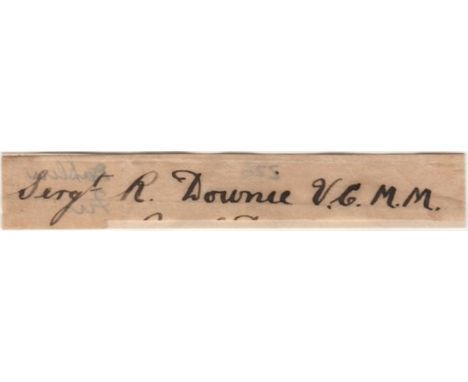 Sergt. R. Downie V.C. M.M.